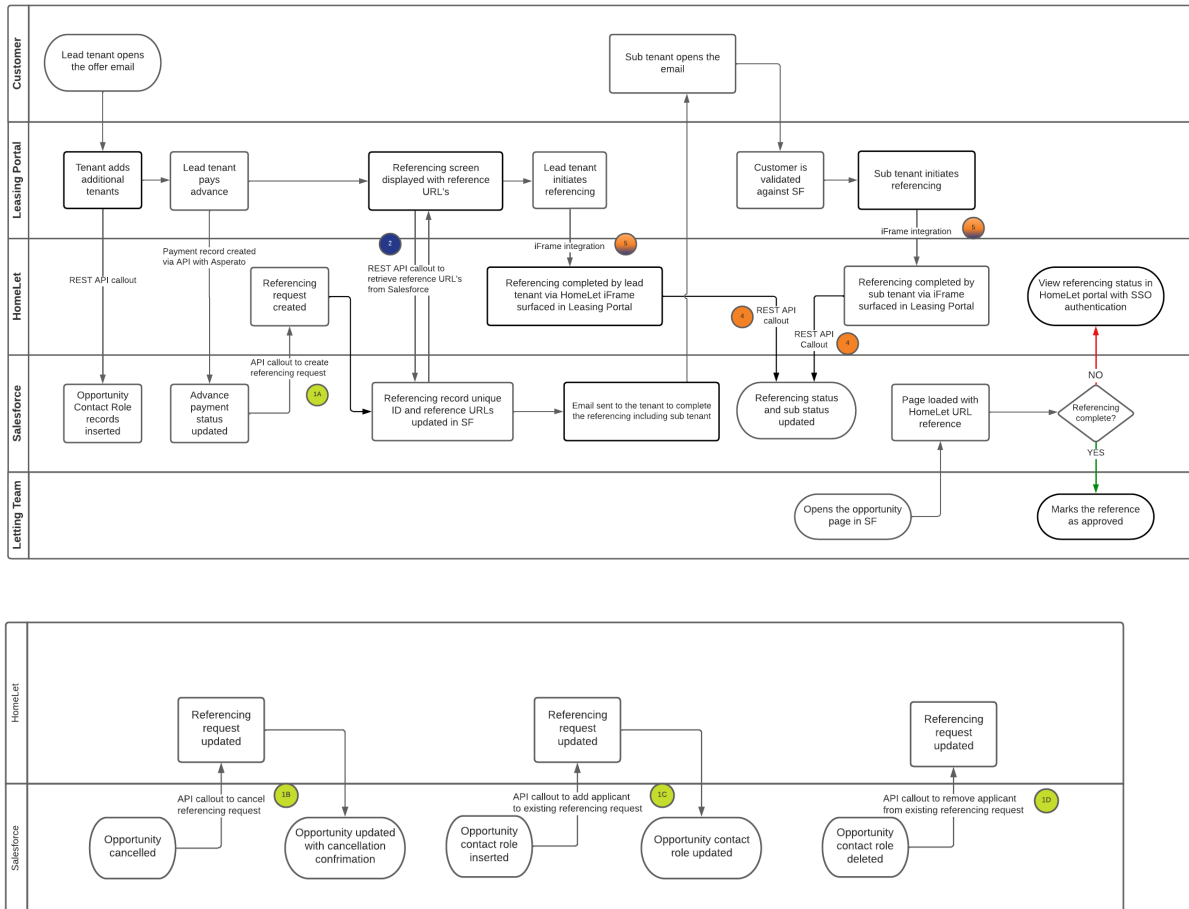 Customer
Lead tenant opens
the offer email
Sub tenant opens the
email
Leasing Portal
Tenant adds
additional
tenants
Lead tenant
pays
advance
Referencing screen
displayed with reference
URL's
Lead tenant
initiates
referencing
Customer is
validated
against SF
Sub tenant initiates
referencing
Payment record created
via API with Asperato
2
iFrame integration
5
iFrame integration
5
HomeLet
REST API callout
Referencing
request
created
REST API callout to
retrieve reference URL's
from Salesforce
Referencing completed by lead
tenant via HomeLet iFrame
surfaced in Leasing Portal
4
REST API
callout
Referencing completed by
sub tenant via iFrame
surfaced in Leasing Portal
REST API
Callout
4
View referencing status in
HomeLet portal with SSO
authentication
API callout to create
referencing request
1A
NO
Salesforce
Opportunity
Contact Role
records
inserted
Advance
payment
status
updated
Referencing record unique
ID and reference URLs
updated in SF
Email sent to the tenant to complete
the referencing including sub tenant
Referencing status
and sub status
updated
Page loaded with
HomeLet URL
reference
Referencing
complete?
YES
Letting Team
Opens the opportunity
page in SF
Marks the reference
as approved
HomeLet
Referencing
request
updated
Referencing
request
updated
Referencing
request
updated
Salesforce
API callout to cancel
referencing request
1B
API callout to add applicant
to existing referencing request
1C
API callout to remove applicant
from existing referencing request
1D
Opportunity
cancelled
Opportunity updated
with cancellation
confrimation
Opportunity
contact role
inserted
Opportunity contact
role updated
Opportunity
contact role
deleted